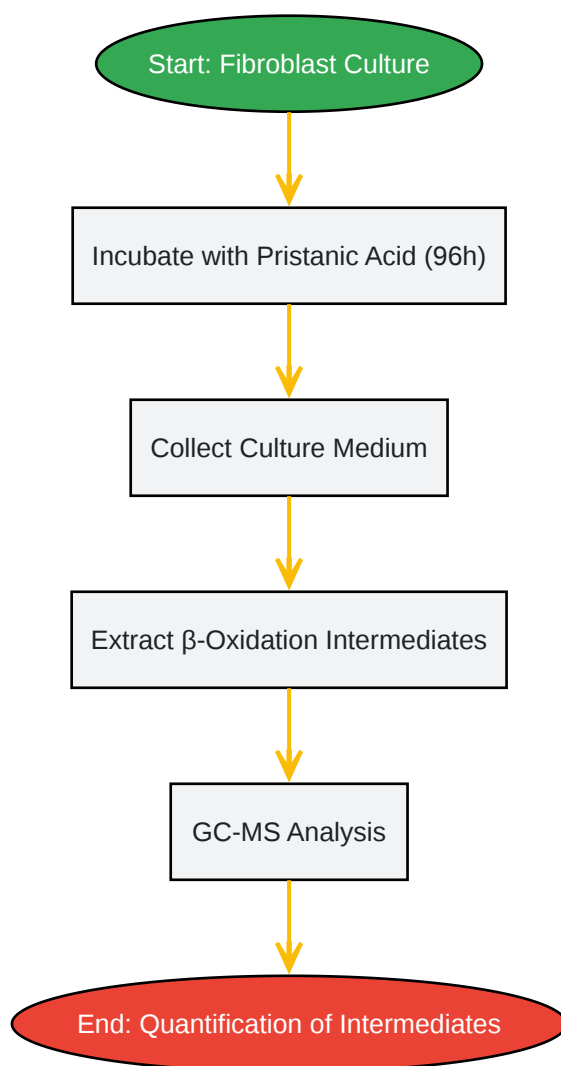 Start: Fibroblast Culture
Incubate with Pristanic Acid (96h)
Collect Culture Medium
Extract β-Oxidation Intermediates
GC-MS Analysis
End: Quantification of Intermediates